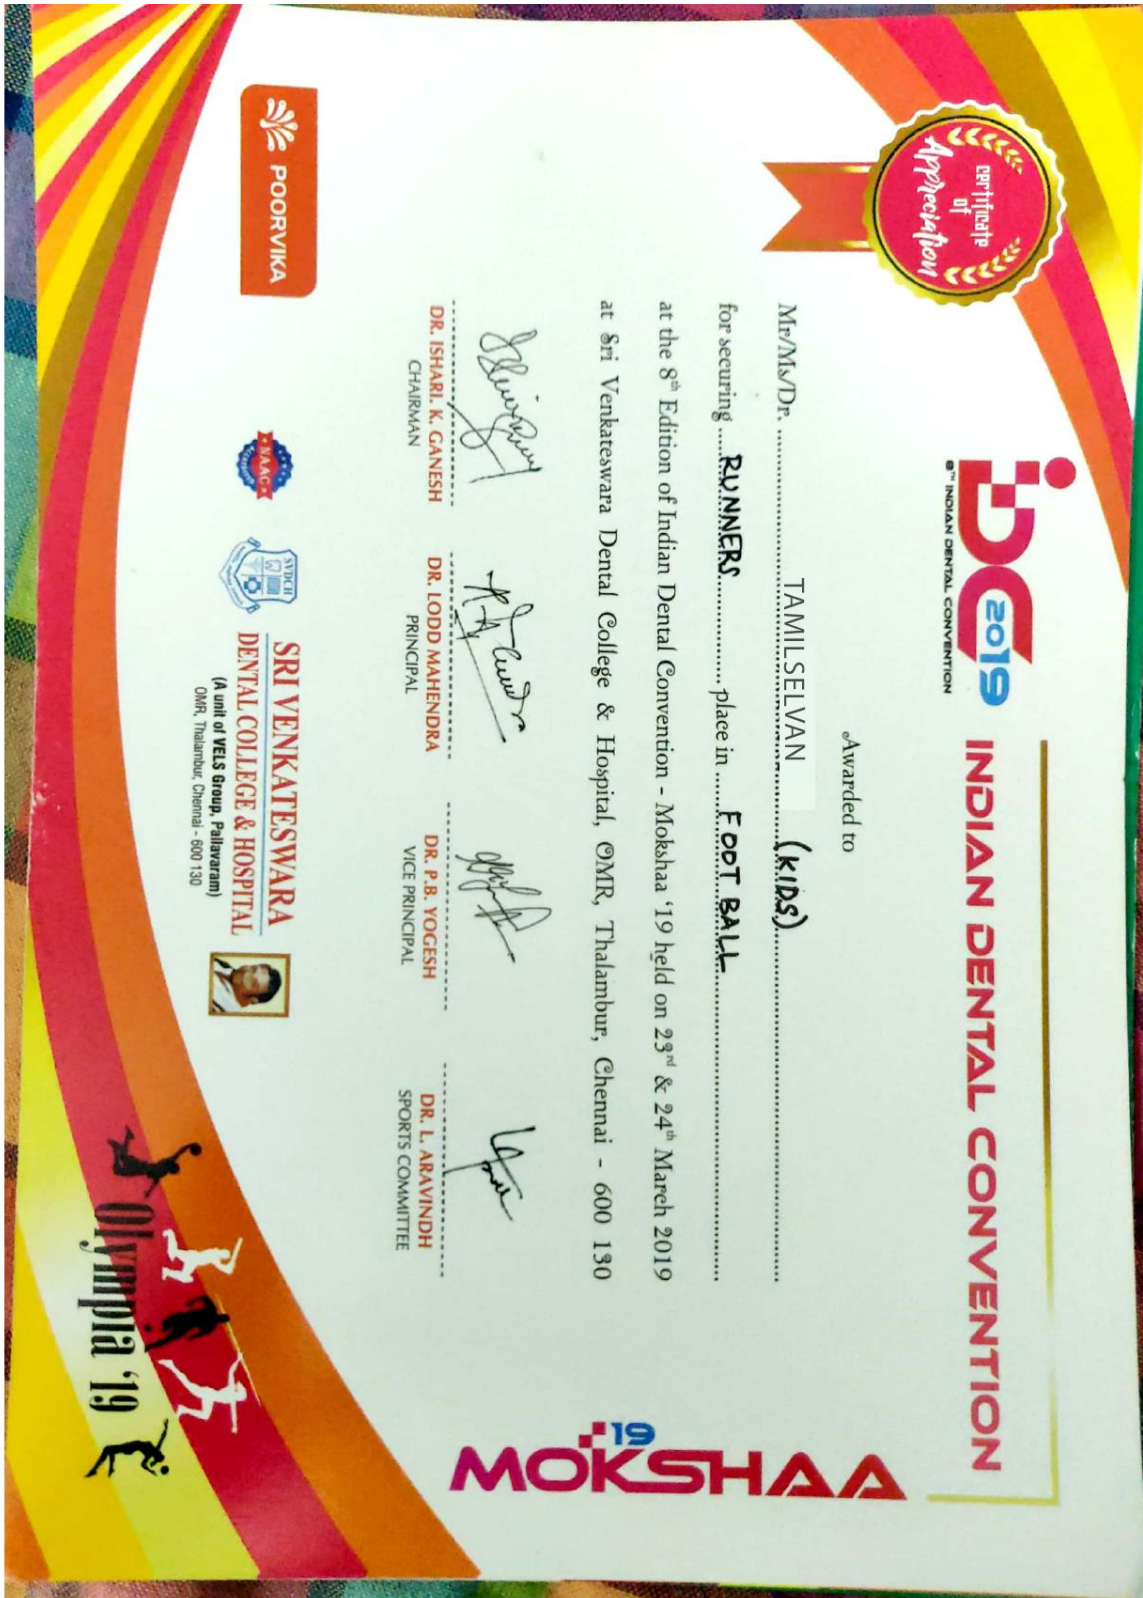 certificate
of
Appreciation
iDC 2019
8TH INDIAN DENTAL CONVENTION
INDIAN DENTAL CONVENTION
Awarded to
Mr/Ms/Dr. TAMILSELVAN (KIDS)
for securing RUNNERS place in FOOT BALL
at the 8th Edition of Indian Dental Convention - Mokshaa '19 held on 23rd & 24th March 2019
at Sri Venkateswara Dental College & Hospital, OMR, Thalambur, Chennai - 600 130
'19
MOKSHAA
DR. ISHARI. K. GANESH
CHAIRMAN
DR. LODD MAHENDRA
PRINCIPAL
DR. P.B. YOGESH
VICE PRINCIPAL
DR. L. ARAVINDH
SPORTS COMMITTEE
POORVIKA
NAAC
SVDCH
SRI VENKATESWARA
DENTAL COLLEGE & HOSPITAL
(A unit of VELS Group, Pallavaram)
OMR, Thalambur, Chennai - 600 130
Olympia '19